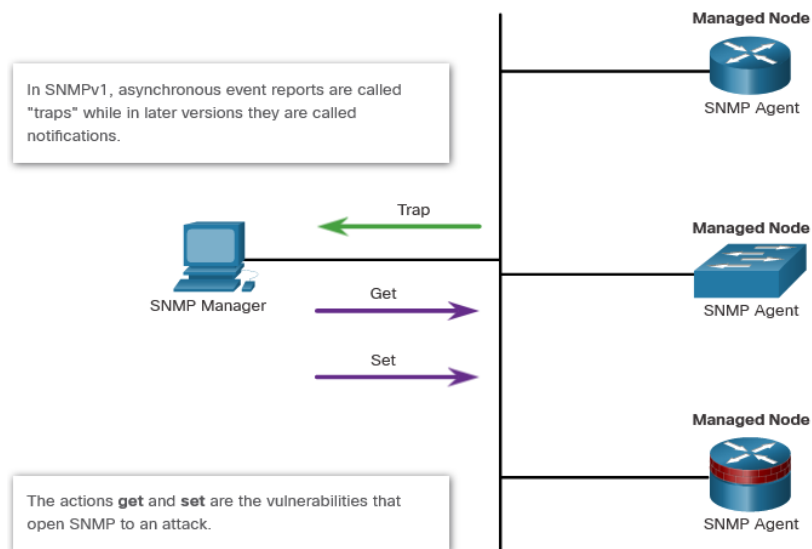 Managed Node
SNMP Agent
In SNMPv1, asynchronous event reports are called
"traps" while in later versions they are called
notifications.
Trap
SNMP Manager
Get
Set
Managed Node
SNMP Agent
Managed Node
SNMP Agent
The actions get and set are the vulnerabilities that
open SNMP to an attack.